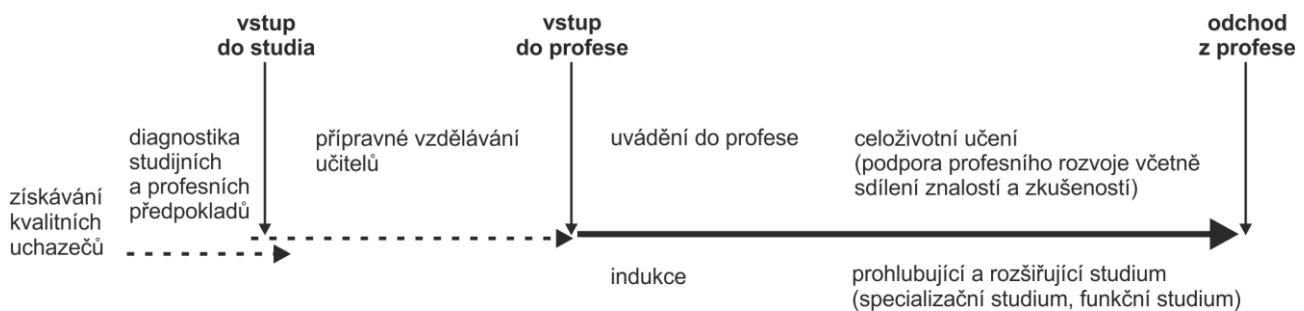 vstup
do studia
vstup
do profese
odchod
z profese
získávání
kvalitních
uchazečů
diagnostika
studijních
a profesních
předpokladů
přípravné vzdělávání
učitelů
uvádění do profese
celoživotní učení
(podpora profesního rozvoje včetně
sdílení znalostí a zkušeností)
indukce
prohlubující a rozšiřující studium
(specializační studium, funkční studium)